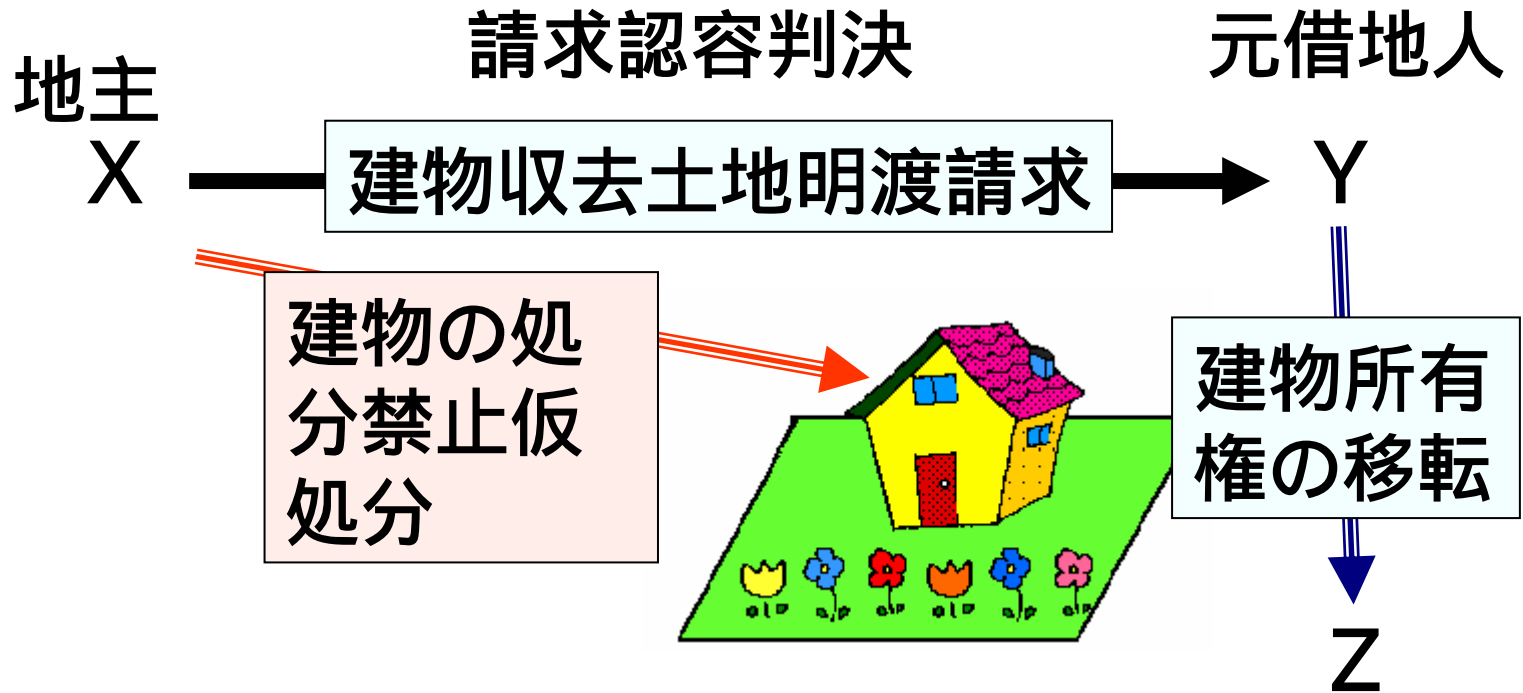 請求認容判決
元借地人
地主
X
建物収去土地明渡請求
Y
建物の処
分禁止仮
処分
建物所有
権の移転
Z